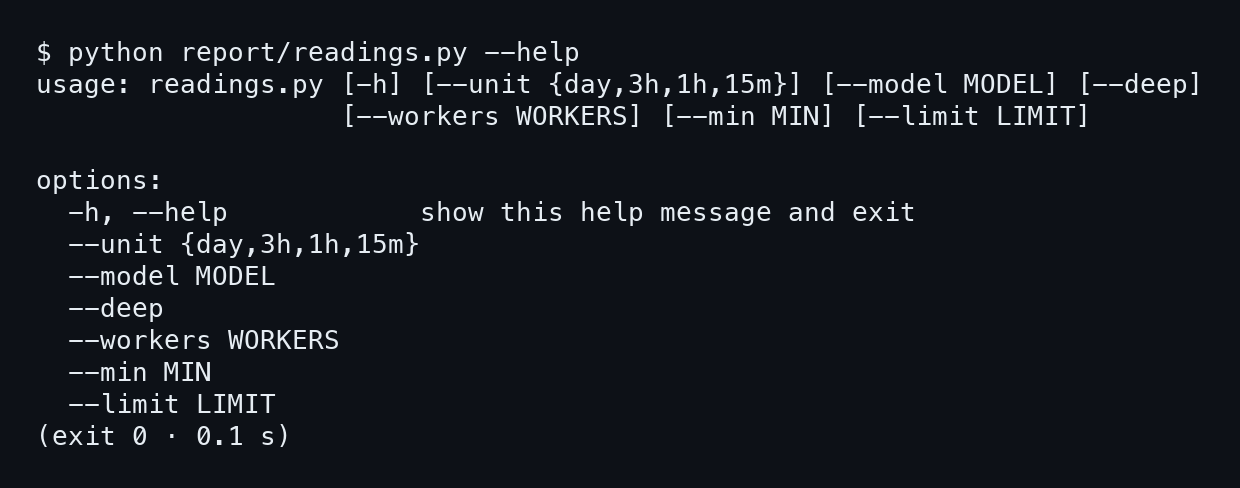 $ python report/readings.py --help
usage: readings.py [-h] [--unit {day,3h,1h,15m}] [--model MODEL] [--deep]
                   [--workers WORKERS] [--min MIN] [--limit LIMIT]

options:
  -h, --help            show this help message and exit
  --unit {day,3h,1h,15m}
  --model MODEL
  --deep
  --workers WORKERS
  --min MIN
  --limit LIMIT
(exit 0 · 0.1 s)